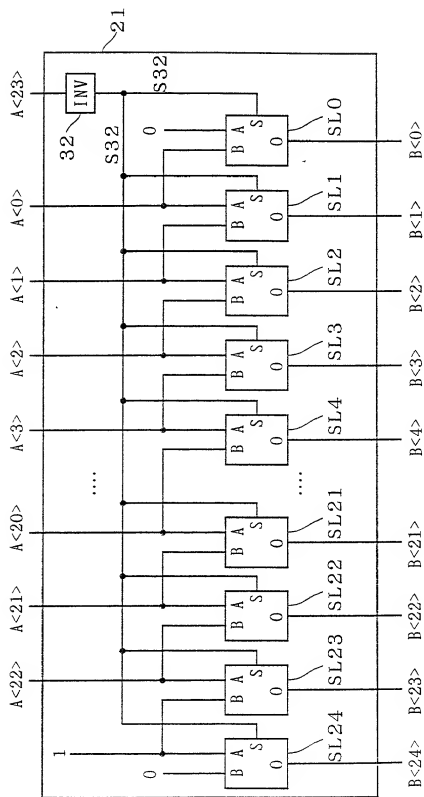 21
A<22> A<21> A<20> A<3> A<2> A<1> A<0> A<23>
32 INV
S32
S32
1
0
0
....
B A S O
B A S O
B A S O
B A S O
B A S O
B A S O
B A S O
B A S O
B A S O
B A S O
....
SL24 SL23 SL22 SL21 SL4 SL3 SL2 SL1 SL0
B<24> B<23> B<22> B<21> B<4> B<3> B<2> B<1> B<0>